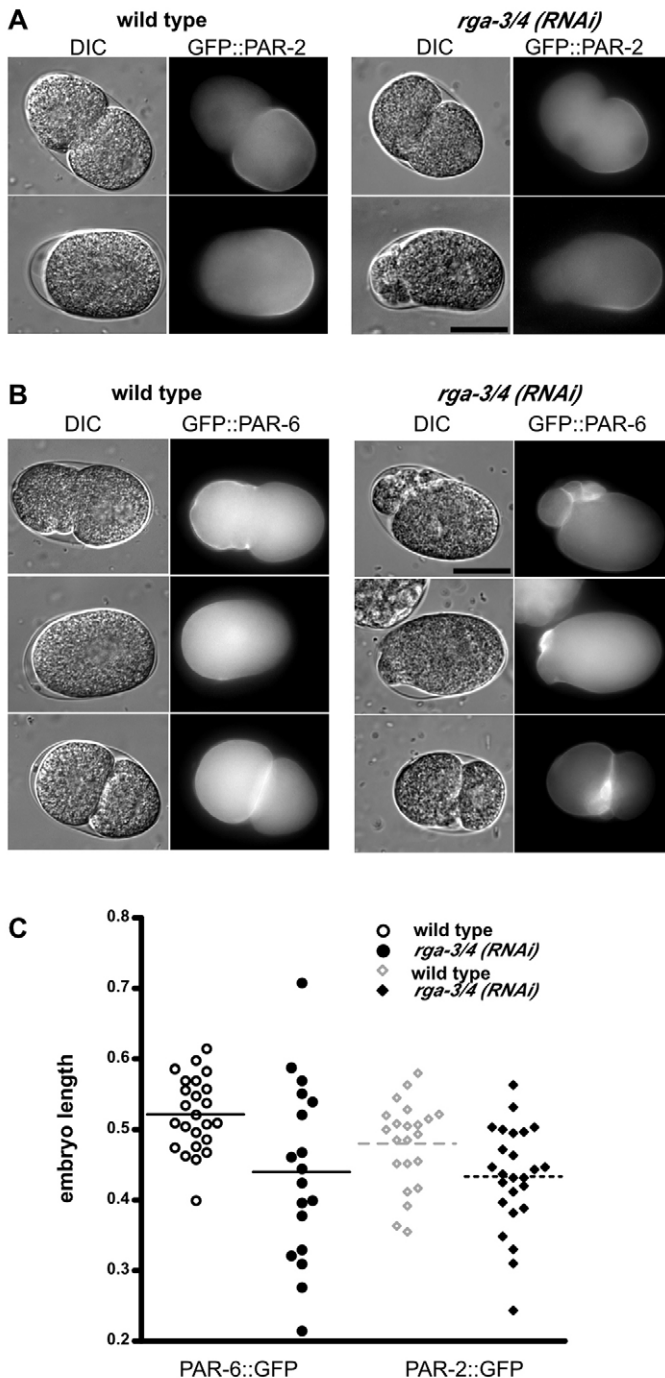 A
wild type
rga-3/4 (RNAi)
DIC
GFP::PAR-2
DIC
GFP::PAR-2
B
wild type
rga-3/4 (RNAi)
DIC
GFP::PAR-6
DIC
GFP::PAR-6
C
0.8
0.7
0.6
0.5
0.4
0.3
0.2
embryo length
wild type
rga-3/4 (RNAi)
wild type
rga-3/4 (RNAi)
PAR-6::GFP
PAR-2::GFP